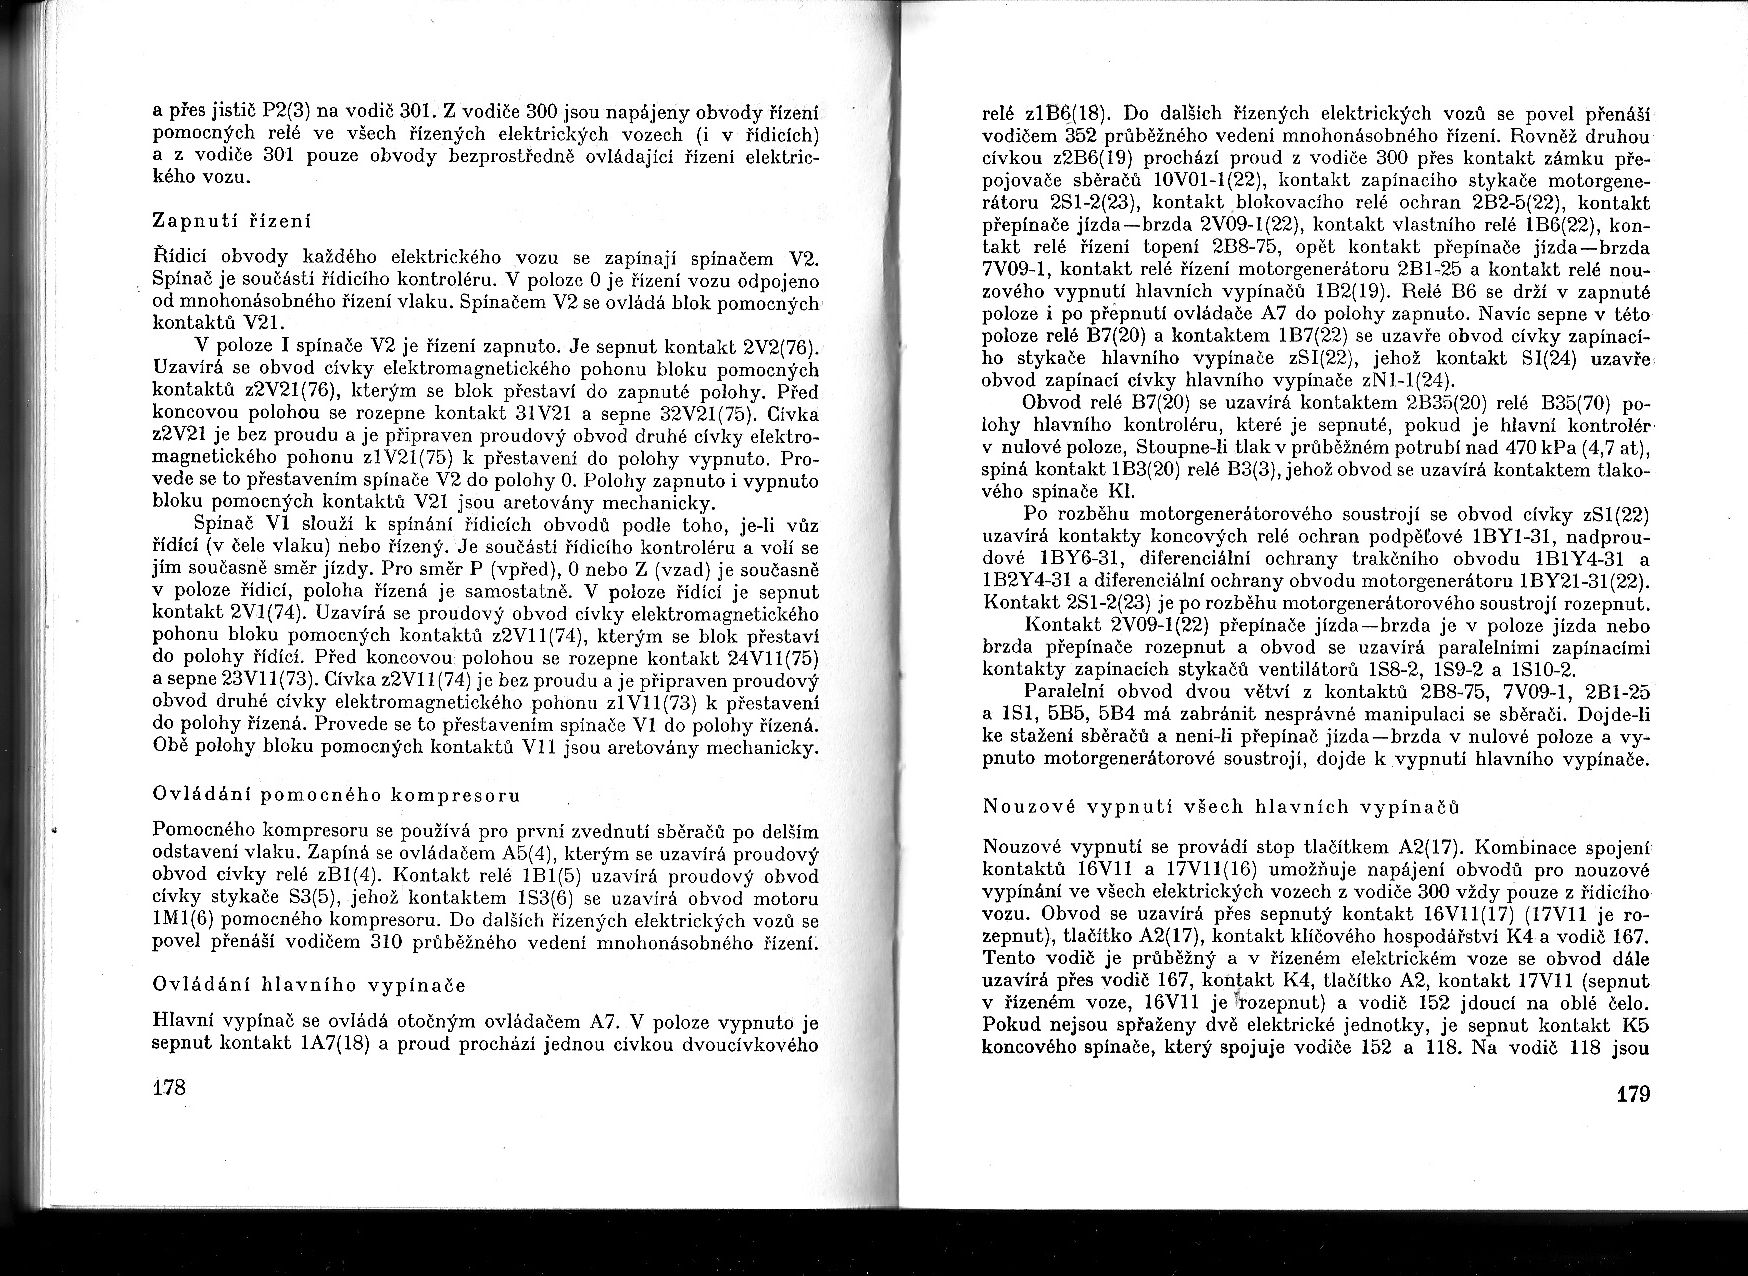 a přes jistič P2(3) na vodič 301. Z vodiče 300 jsou napájeny obvody řízení
pomocných relé ve všech řízených elektrických vozech (i v řídicích)
a z vodiče 301 pouze obvody bezprostředně ovládající řízení elektric-
kého vozu.
Zapnutí řízení
Řídicí obvody každého elektrického vozu se zapínají spínačem V2.
Spínač je součástí řídicího kontroléru. V poloze 0 je řízení vozu odpojeno
od mnohonásobného řízení vlaku. Spínačem V2 se ovládá blok pomocných
kontaktů V21.
V poloze I spínače V2 je řízení zapnuto. Je sepnut kontakt 2V2(76).
Uzavírá se obvod cívky elektromagnetického pohonu bloku pomocných
kontaktů z2V21(76), kterým se blok přestaví do zapnuté polohy. Před
koncovou polohou se rozepne kontakt 31V21 a sepne 32V21(75). Cívka
z2V21 je bez proudu a je připraven proudový obvod druhé cívky elektro-
magnetického pohonu z1V21(75) k přestavení do polohy vypnuto. Pro-
vede se to přestavením spínače V2 do polohy 0. Polohy zapnuto i vypnuto
bloku pomocných kontaktů V21 jsou aretovány mechanicky.
Spínač V1 slouží k spínání řídicích obvodů podle toho, je-li vůz
řídící (v čele vlaku) nebo řízený. Je součástí řídicího kontroléru a volí se
jím současně směr jízdy. Pro směr P (vpřed), 0 nebo Z (vzad) je současně
v poloze řídicí, poloha řízená je samostatně. V poloze řídící je sepnut
kontakt 2V1(74). Uzavírá se proudový obvod cívky elektromagnetického
pohonu bloku pomocných kontaktů z2V11(74), kterým se blok přestaví
do polohy řídící. Před koncovou polohou se rozepne kontakt 24V11(75)
a sepne 23V11(73). Cívka z2V11(74) je bez proudu a je připraven proudový
obvod druhé cívky elektromagnetického pohonu z1V11(73) k přestavení
do polohy řízená. Provede se to přestavením spínače V1 do polohy řízená.
Obě polohy bloku pomocných kontaktů V11 jsou aretovány mechanicky.
Ovládání pomocného kompresoru
Pomocného kompresoru se používá pro první zvednutí sběračů po delším
odstavení vlaku. Zapíná se ovládačem A5(4), kterým se uzavírá proudový
obvod cívky relé zB1(4). Kontakt relé 1B1(5) uzavírá proudový obvod
cívky stykače S3(5), jehož kontaktem 1S3(6) se uzavírá obvod motoru
1M1(6) pomocného kompresoru. Do dalších řízených elektrických vozů se
povel přenáší vodičem 310 průběžného vedení mnohonásobného řízení.
Ovládání hlavního vypínače
Hlavní vypínač se ovládá otočným ovládačem A7. V poloze vypnuto je
sepnut kontakt 1A7(18) a proud prochází jednou cívkou dvoucívkového
178
relé z1B6(18). Do dalších řízených elektrických vozů se povel přenáší
vodičem 352 průběžného vedení mnohonásobného řízení. Rovněž druhou
cívkou z2B6(19) prochází proud z vodiče 300 přes kontakt zámku pře-
pojovače sběračů 10V01-1(22), kontakt zapínacího stykače motorgene-
rátoru 2S1-2(23), kontakt blokovacího relé ochran 2B2-5(22), kontakt
přepínače jízda—brzda 2V09-1(22), kontakt vlastního relé 1B6(22), kon-
takt relé řízení topení 2B8-75, opět kontakt přepínače jízda—brzda
7V09-1, kontakt relé řízení motorgenerátoru 2B1-25 a kontakt relé nou-
zového vypnutí hlavních vypínačů 1B2(19). Relé B6 se drží v zapnuté
poloze i po přepnutí ovládače A7 do polohy zapnuto. Navíc sepne v této
poloze relé B7(20) a kontaktem 1B7(22) se uzavře obvod cívky zapínací-
ho stykače hlavního vypínače zS1(22), jehož kontakt S1(24) uzavře
obvod zapínací cívky hlavního vypínače zN1-1(24).
Obvod relé B7(20) se uzavírá kontaktem 2B35(20) relé B35(70) po-
lohy hlavního kontroléru, které je sepnuté, pokud je hlavní kontrolér
v nulové poloze, Stoupne-li tlak v průběžném potrubí nad 470 kPa (4,7 at),
spíná kontakt 1B3(20) relé B3(3), jehož obvod se uzavírá kontaktem tlako-
vého spínače K1.
Po rozběhu motorgenerátorového soustrojí se obvod cívky zS1(22)
uzavírá kontakty koncových relé ochran podpěťové 1BY1-31, nadprou-
dové 1BY6-31, diferenciální ochrany trakčního obvodu 1B1Y4-31 a
1B2Y4-31 a diferenciální ochrany obvodu motorgenerátoru 1BY21-31(22).
Kontakt 2S1-2(23) je po rozběhu motorgenerátorového soustrojí rozepnut.
Kontakt 2V09-1(22) přepínače jízda—brzda je v poloze jízda nebo
brzda přepínače rozepnut a obvod se uzavírá paralelními zapínacími
kontakty zapínacích stykačů ventilátorů 1S8-2, 1S9-2 a 1S10-2.
Paralelní obvod dvou větví z kontaktů 2B8-75, 7V09-1, 2B1-25
a 1S1, 5B5, 5B4 má zabránit nesprávné manipulaci se sběrači. Dojde-li
ke stažení sběračů a není-li přepínač jízda—brzda v nulové poloze a vy-
pnuto motorgenerátorové soustrojí, dojde k vypnutí hlavního vypínače.
Nouzové vypnutí všech hlavních vypínačů
Nouzové vypnutí se provádí stop tlačítkem A2(17). Kombinace spojení
kontaktů 16V11 a 17V11(16) umožňuje napájení obvodů pro nouzové
vypínání ve všech elektrických vozech z vodiče 300 vždy pouze z řídicího
vozu. Obvod se uzavírá přes sepnutý kontakt 16V11(17) (17V11 je ro-
zepnut), tlačítko A2(17), kontakt klíčového hospodářství K4 a vodič 167.
Tento vodič je průběžný a v řízeném elektrickém voze se obvod dále
uzavírá přes vodič 167, kontakt K4, tlačítko A2, kontakt 17V11 (sepnut
v řízeném voze, 16V11 je rozepnut) a vodič 152 jdoucí na oblé čelo.
Pokud nejsou spřaženy dvě elektrické jednotky, je sepnut kontakt K5
koncového spínače, který spojuje vodiče 152 a 118. Na vodič 118 jsou
179